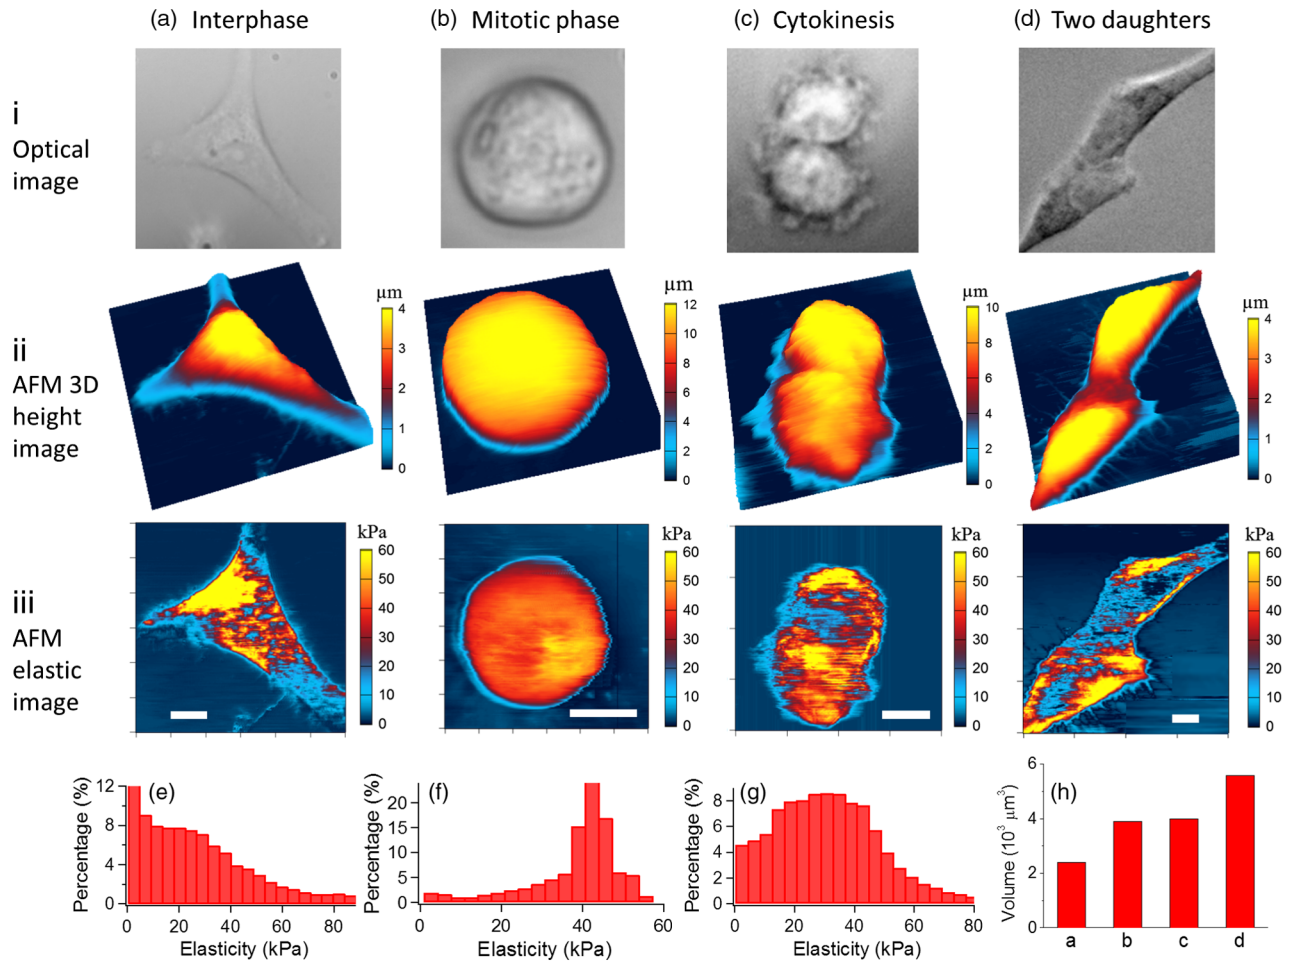 (a) Interphase
(b) Mitotic phase
(c) Cytokinesis
(d) Two daughters
i
Optical
image
ii
AFM 3D
height
image
µm
4
3
2
1
0
µm
12
10
8
6
4
2
0
µm
10
8
6
4
2
0
µm
4
3
2
1
0
iii
AFM
elastic
image
kPa
60
50
40
30
20
10
0
kPa
60
50
40
30
20
10
0
kPa
60
50
40
30
20
10
0
kPa
60
50
40
30
20
10
0
(e)
Percentage (%)
12
8
4
0
0 20 40 60 80
Elasticity (kPa)
(f)
Percentage (%)
20
15
10
5
0
0 20 40 60
Elasticity (kPa)
(g)
Percentage (%)
8
6
4
2
0
0 20 40 60 80
Elasticity (kPa)
(h)
Volume (10³ µm³)
6
4
2
0
a b c d